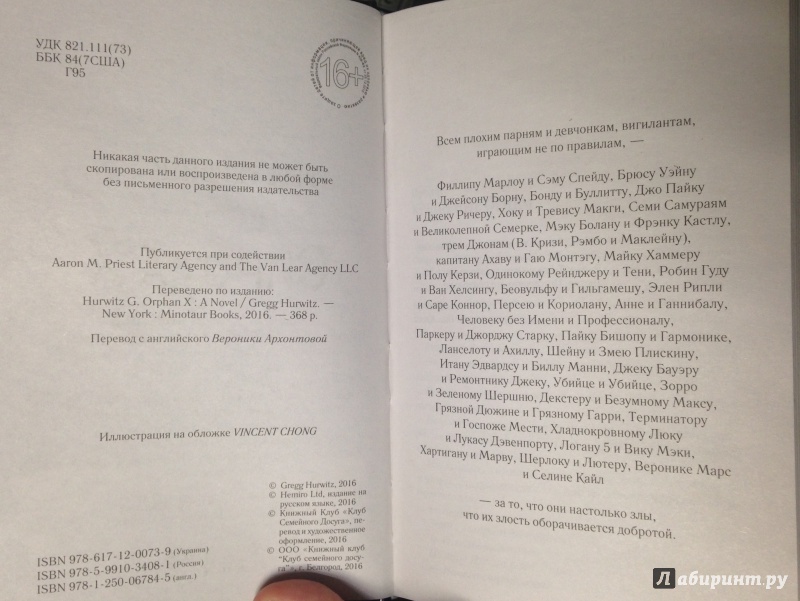 УДК 821.111(73)
ББК 84(7США)
Г95
16+
Никакая часть данного издания не может быть
скопирована или воспроизведена в любой форме
без письменного разрешения издательства
Публикуется при содействии
Aaron M. Priest Literary Agency and The Van Lear Agency LLC
Переведено по изданию:
Hurwitz G. Orphan X : A Novel / Gregg Hurwitz. —
New York : Minotaur Books, 2016. — 368 p.
Перевод с английского Вероники Архонтовой
Иллюстрация на обложке VINCENT CHONG
© Gregg Hurwitz, 2016
© Hemiro Ltd, издание на
русском языке, 2016
© Книжный Клуб «Клуб
Семейного Досуга», пере-
вод и художественное
оформление, 2016
© ООО «Книжный клуб
"Клуб семейного досу-
га"», г. Белгород, 2016
ISBN 978-617-12-0073-9 (Украина)
ISBN 978-5-9910-3408-1 (Россия)
ISBN 978-1-250-06784-5 (англ.)
Всем плохим парням и девчонкам, вигилантам,
играющим не по правилам, —
Филлипу Марлоу и Сэму Спейду, Брюсу Уэйну
и Джейсону Борну, Бонду и Буллитту, Джо Пайку
и Джеку Ричеру, Хоку и Тревису Макги, Семи Самураям
и Великолепной Семерке, Мэку Болану и Фрэнку Кастлу,
трем Джонам (В. Кризи, Рэмбо и Маклейну),
капитану Ахаву и Гаю Монтэгу, Майку Хаммеру
и Полу Керзи, Одинокому Рейнджеру и Тени, Робин Гуду
и Ван Хелсингу, Беовульфу и Гильгамешу, Элен Рипли
и Саре Коннор, Персею и Кориолану, Анне и Ганнибалу,
Человеку без Имени и Профессионалу,
Паркеру и Джорджу Старку, Пайку Бишопу и Гармонике,
Ланселоту и Ахиллу, Шейну и Змею Плискину,
Итану Эдвардсу и Биллу Манни, Джеку Бауэру
и Ремонтнику Джеку, Убийце и Убийце, Зорро
и Зеленому Шершню, Декстеру и Безумному Максу,
Грязной Дюжине и Грязному Гарри, Терминатору
и Госпоже Мести, Хладнокровному Люку
и Лукасу Дэвенпорту, Логану 5 и Вику Мэки,
Хартигану и Марву, Шерлоку и Лютеру, Веронике Марс
и Селине Кайл
— за то, что они настолько злы,
что их злость оборачивается добротой.
Лабиринт.ру